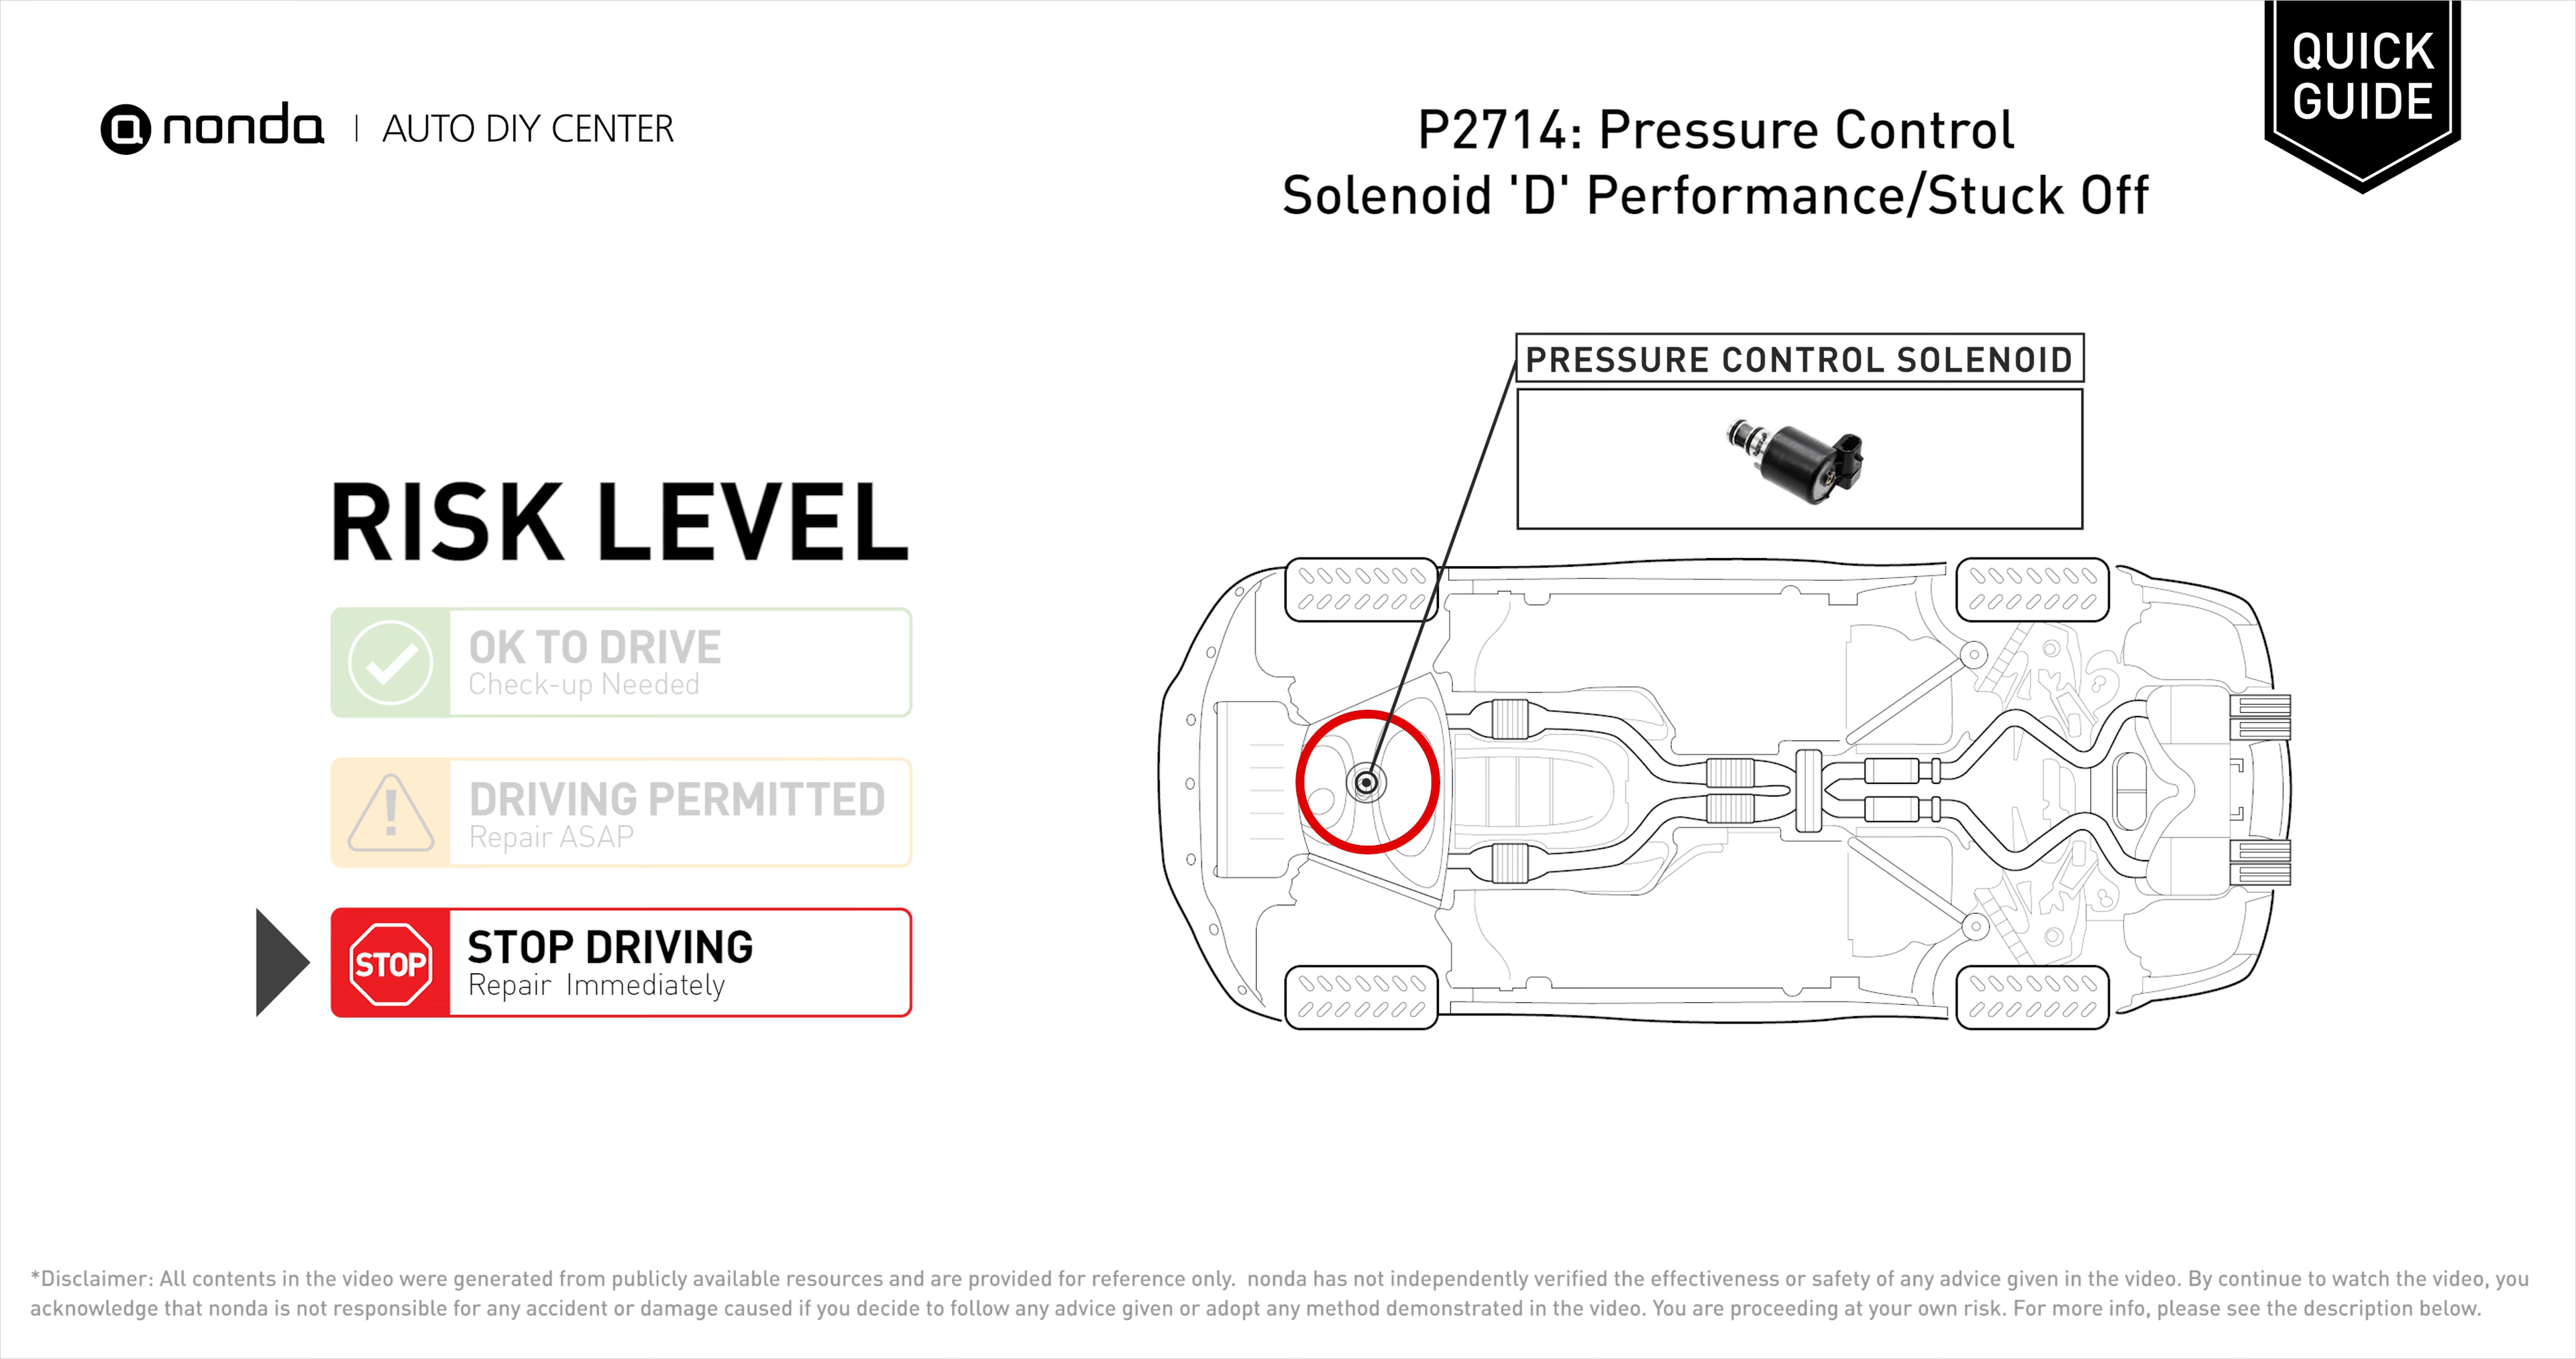 nonda | AUTO DIY CENTER
P2714: Pressure Control
Solenoid 'D' Performance/Stuck Off
QUICK
GUIDE
PRESSURE CONTROL SOLENOID
RISK LEVEL
OK TO DRIVE
Check-up Needed
DRIVING PERMITTED
Repair ASAP
STOP
STOP DRIVING
Repair Immediately
*Disclaimer: All contents in the video were generated from publicly available resources and are provided for reference only. nonda has not independently verified the effectiveness or safety of any advice given in the video. By continue to watch the video, you
acknowledge that nonda is not responsible for any accident or damage caused if you decide to follow any advice given or adopt any method demonstrated in the video. You are proceeding at your own risk. For more info, please see the description below.